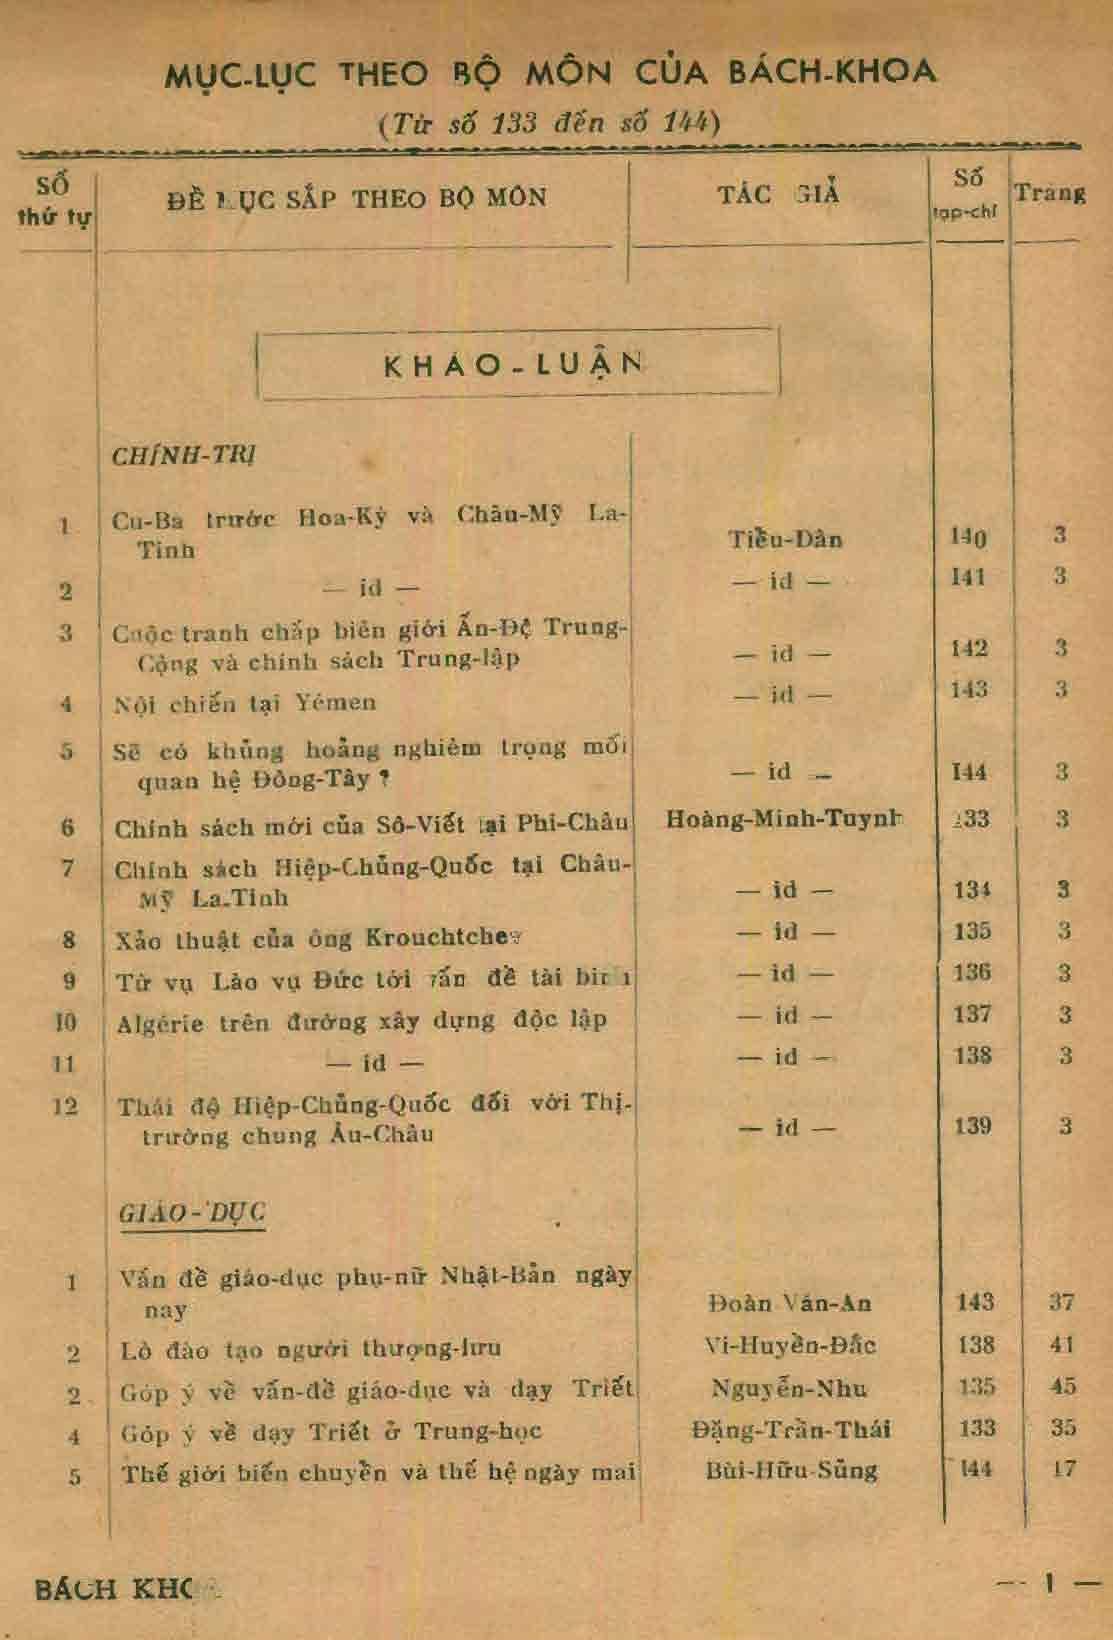 MỤC-LỤC THEO BỘ MÔN CỦA BÁCH-KHOA
(Từ số 133 đến số 144)
SỐ thứ tự ĐỀ LỤC SẮP THEO BỘ MÔN TÁC GIẢ Số tạp-chí Trang
KHẢO-LUẬN
CHÍNH-TRỊ
1 Cu-Ba trước Hoa-Kỳ và Châu-Mỹ La-
Tinh Tiểu-Dân 140 3
2 — id — — id — 141 3
3 Cuộc tranh chấp biên giới Ấn-Độ Trung-
Cộng và chính sách Trung-lập — id — 142 3
4 Nội chiến tại Yémen — id — 143 3
5 Sẽ có khủng hoảng nghiêm trọng mối
quan hệ Đông-Tây ? — id — 144 3
6 Chính sách mới của Sô-Viết tại Phi-Châu Hoàng-Minh-Tuynh 133 3
7 Chính sách Hiệp-Chủng-Quốc tại Châu-
Mỹ La-Tinh — id — 134 3
8 Xảo thuật của ông Krouchtchev — id — 135 3
9 Từ vụ Lào vụ Đức tới vấn đề tài binh — id — 136 3
10 Algérie trên đường xây dựng độc lập — id — 137 3
11 — id — — id — 138 3
12 Thái độ Hiệp-Chủng-Quốc đối với Thị-
trường chung Âu-Châu — id — 139 3
GIÁO-DỤC
1 Vấn đề giáo-dục phụ-nữ Nhật-Bản ngày
nay Đoàn Văn-An 143 37
2 Lò đào tạo người thượng-lưu Vi-Huyền-Đắc 138 41
2 Góp ý về vấn-đề giáo-dục và dạy Triết Nguyễn-Nhu 135 45
4 Góp ý về dạy Triết ở Trung-học Đặng-Trần-Thái 133 35
5 Thế giới biến chuyển và thế hệ ngày mai Bùi-Hữu-Sủng 144 17
BÁCH KHOA — 1 —